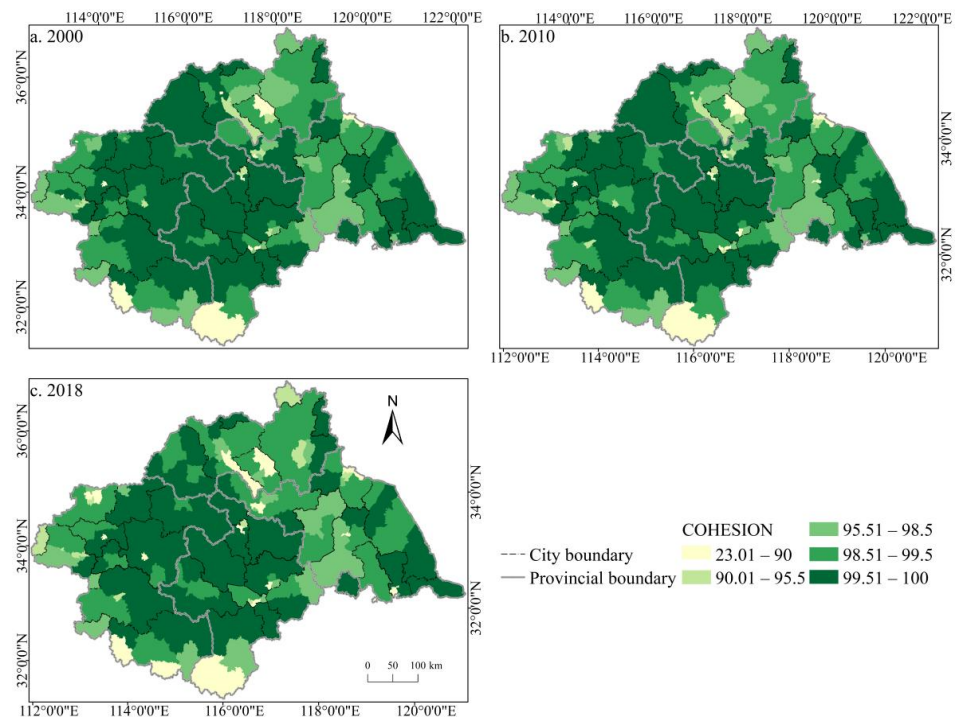 114°0'0"E 116°0'0"E 118°0'0"E 120°0'0"E 122°0'0"E
114°0'0"E 116°0'0"E 118°0'0"E 120°0'0"E 122°0'0"E
a. 2000
b. 2010
36°0'0"N
34°0'0"N
32°0'0"N
34°0'0"N
32°0'0"N
112°0'0"E 114°0'0"E 116°0'0"E 118°0'0"E 120°0'0"E
c. 2018
N
36°0'0"N
34°0'0"N
32°0'0"N
34°0'0"N
32°0'0"N
0 50 100 km
112°0'0"E 114°0'0"E 116°0'0"E 118°0'0"E 120°0'0"E
City boundary
Provincial boundary
COHESION
23.01 – 90
90.01 – 95.5
95.51 – 98.5
98.51 – 99.5
99.51 – 100